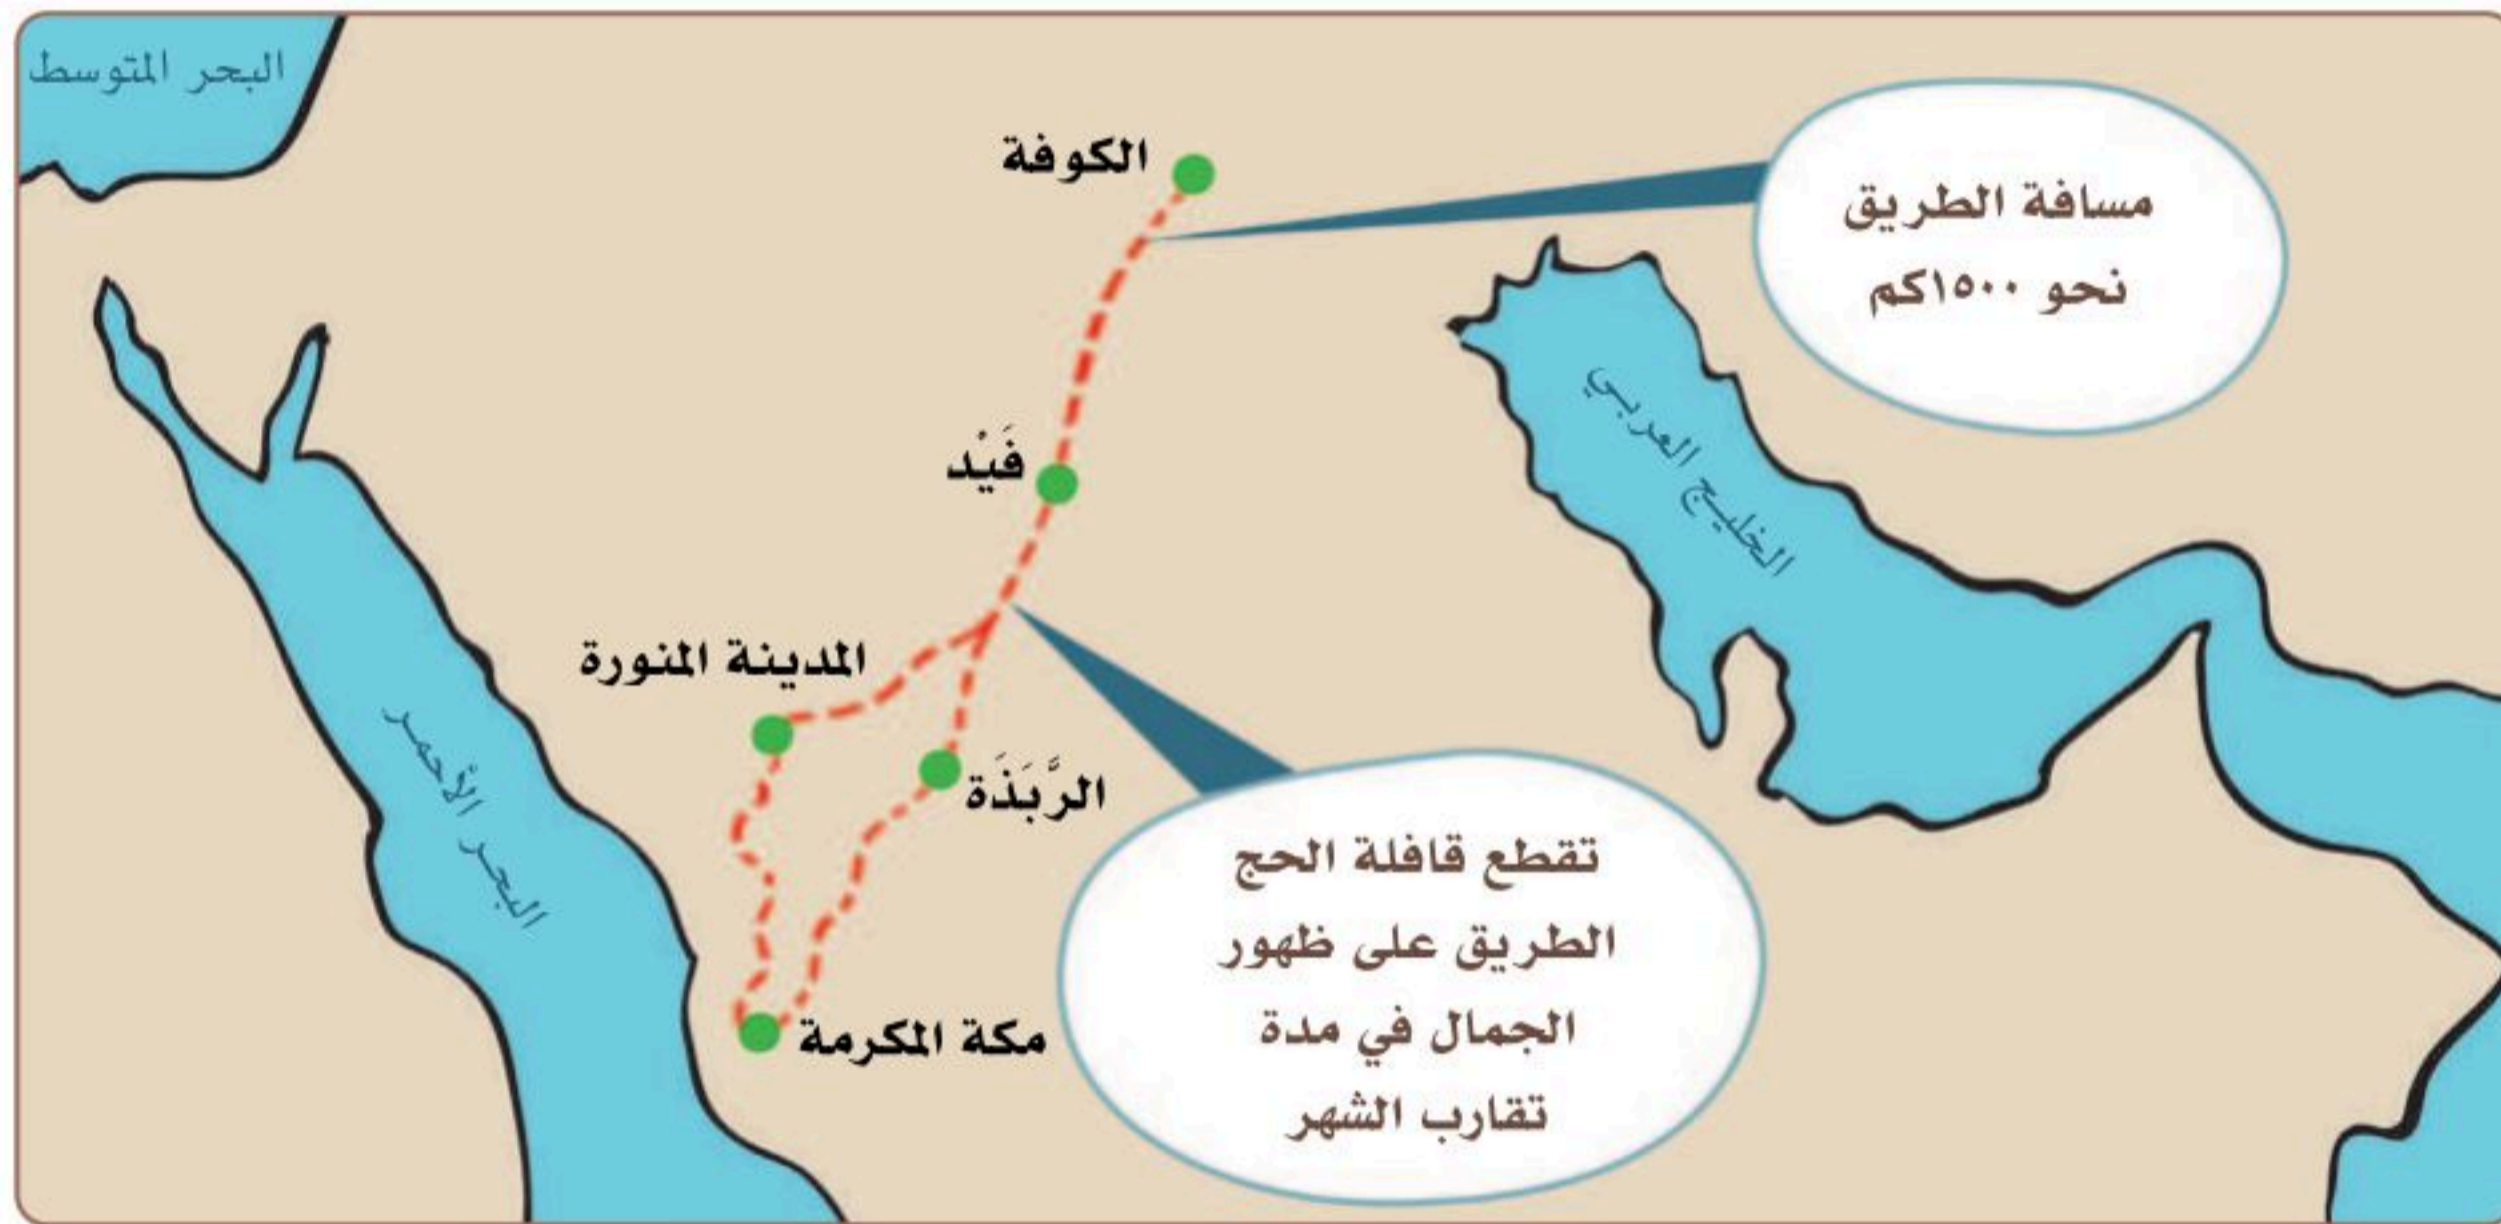 البحر المتوسط
الكوفة
مسافة الطريق
نحو ١٥٠٠كم
الخليج العربي
فَيْد
المدينة المنورة
الرَّبَذَة
البحر الأحمر
تقطع قافلة الحج
الطريق على ظهور
الجمال في مدة
تقارب الشهر
مكة المكرمة